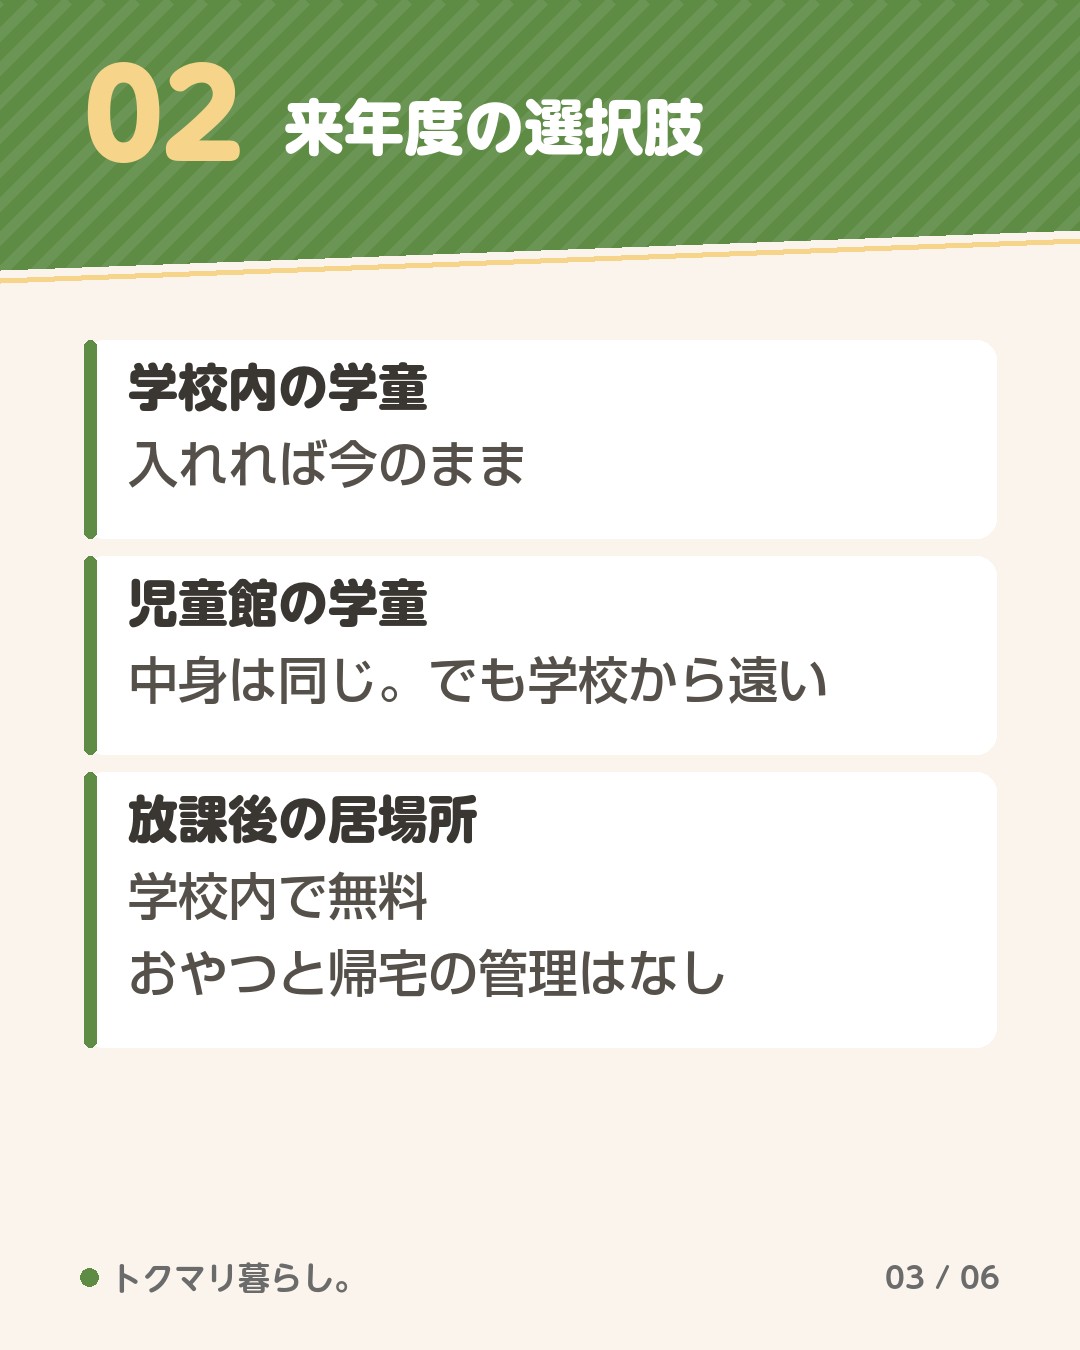 02 来年度の選択肢
学校内の学童
入れれば今のまま
児童館の学童
中身は同じ。でも学校から遠い
放課後の居場所
学校内で無料
おやつと帰宅の管理はなし
トクマリ暮らし。
03 / 06